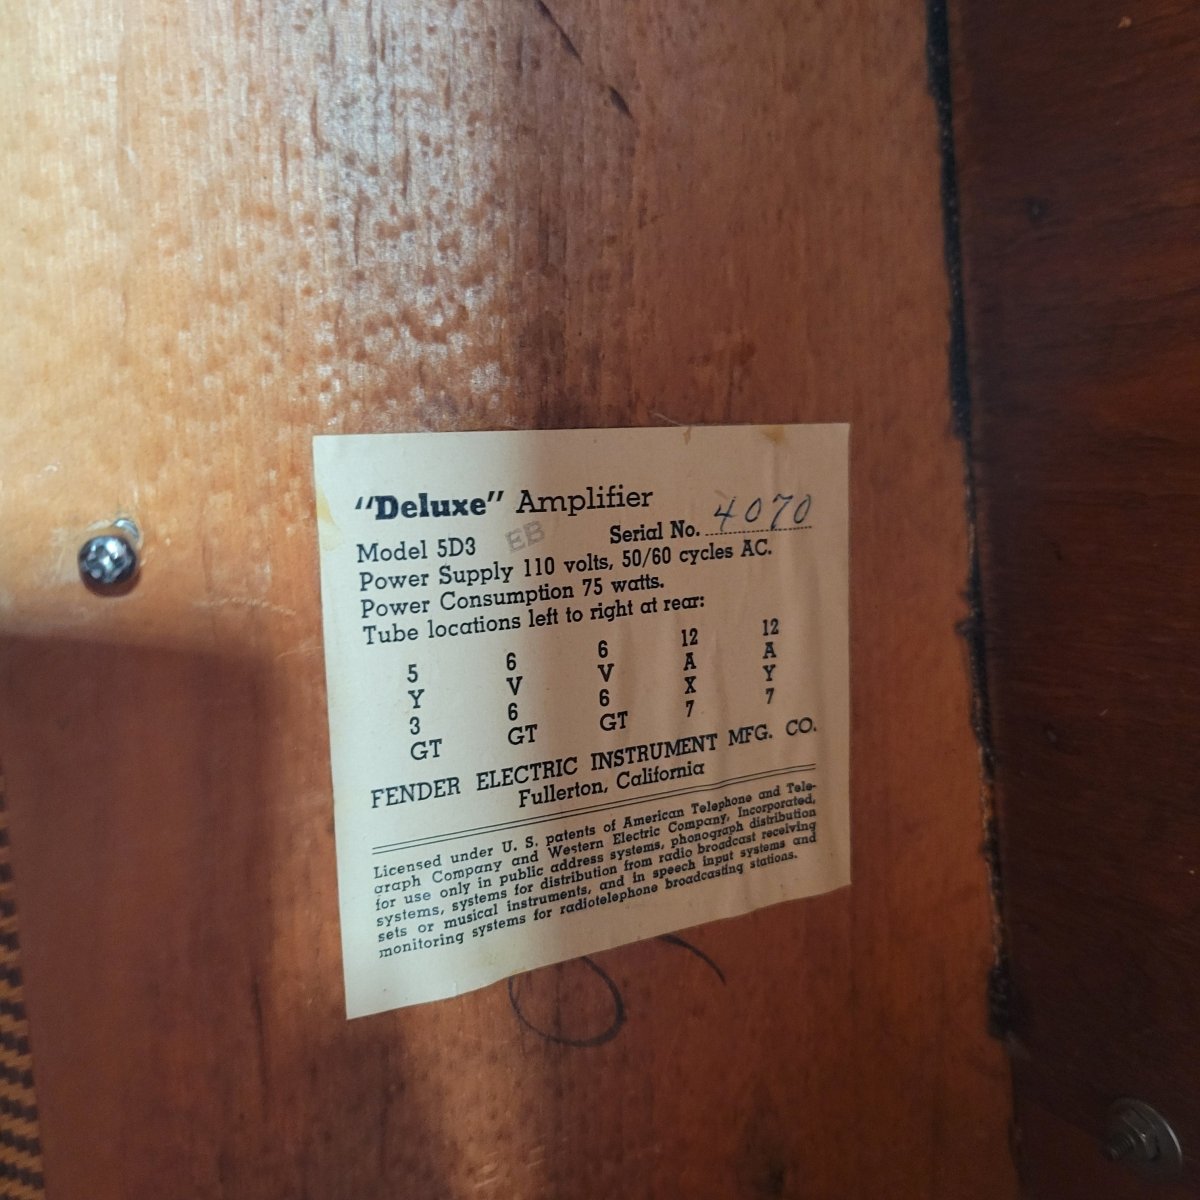 "Deluxe" Amplifier
Model 5D3 EB Serial No. 4070
Power Supply 110 volts, 50/60 cycles AC.
Power Consumption 75 watts.
Tube locations left to right at rear:
5 6 6 12 12
Y V V A A
3 6 6 X Y
GT GT GT 7 7
FENDER ELECTRIC INSTRUMENT MFG. CO.
Fullerton, California
Licensed under U. S. patents of American Telephone and Tele-
graph Company and Western Electric Company, Incorporated,
for use only in public address systems, phonograph distribution
systems, systems for distribution from radio broadcast receiving
sets or musical instruments, and in speech input systems and
monitoring systems for radiotelephone broadcasting stations.